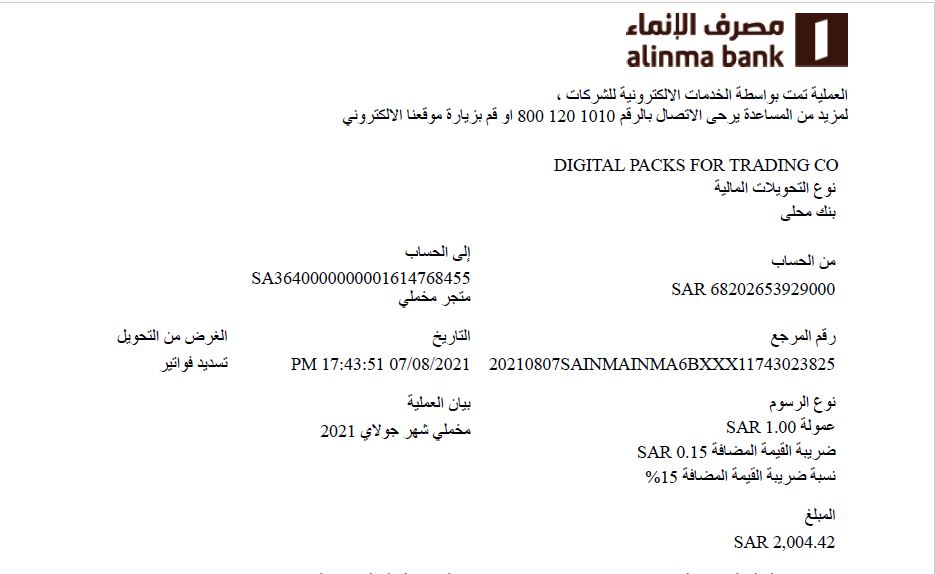 مصرف الإنماء
alinma bank
العملية تمت بواسطة الخدمات الالكترونية للشركات ،
لمزيد من المساعدة يرحى الاتصال بالرقم 1010 120 800 او قم بزيارة موقعنا الالكتروني
DIGITAL PACKS FOR TRADING CO
نوع التحويلات المالية
بنك محلى
من الحساب
SAR 68202653929000
إلى الحساب
SA3640000000001614768455
متجر مخملي
رقم المرجع
20210807SAINMAINMA6BXXX11743023825
التاريخ
PM 17:43:51 07/08/2021
الغرض من التحويل
تسديد فواتير
نوع الرسوم
عمولة SAR 1.00
ضريبة القيمة المضافة SAR 0.15
نسبة ضريبة القيمة المضافة 15%
بيان العملية
مخملي شهر جولاي 2021
المبلغ
SAR 2,004.42